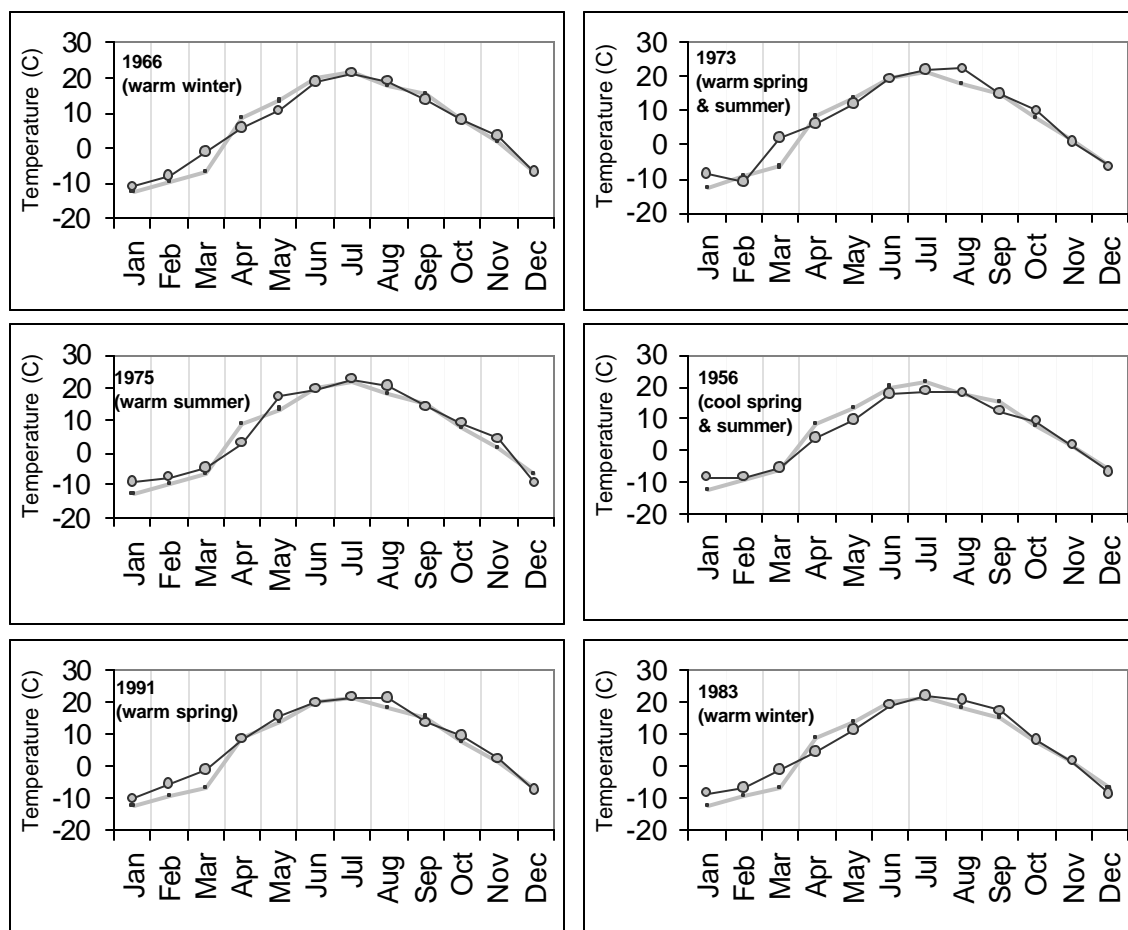 Temperature (C)
30
20
10
0
-10
-20
1966
(warm winter)
Jan
Feb
Mar
Apr
May
Jun
Jul
Aug
Sep
Oct
Nov
Dec
Temperature (C)
30
20
10
0
-10
-20
1973
(warm spring
& summer)
Jan
Feb
Mar
Apr
May
Jun
Jul
Aug
Sep
Oct
Nov
Dec
Temperature (C)
30
20
10
0
-10
-20
1975
(warm summer)
Jan
Feb
Mar
Apr
May
Jun
Jul
Aug
Sep
Oct
Nov
Dec
Temperature (C)
30
20
10
0
-10
-20
1956
(cool spring
& summer)
Jan
Feb
Mar
Apr
May
Jun
Jul
Aug
Sep
Oct
Nov
Dec
Temperature (C)
30
20
10
0
-10
-20
1991
(warm spring)
Jan
Feb
Mar
Apr
May
Jun
Jul
Aug
Sep
Oct
Nov
Dec
Temperature (C)
30
20
10
0
-10
-20
1983
(warm winter)
Jan
Feb
Mar
Apr
May
Jun
Jul
Aug
Sep
Oct
Nov
Dec